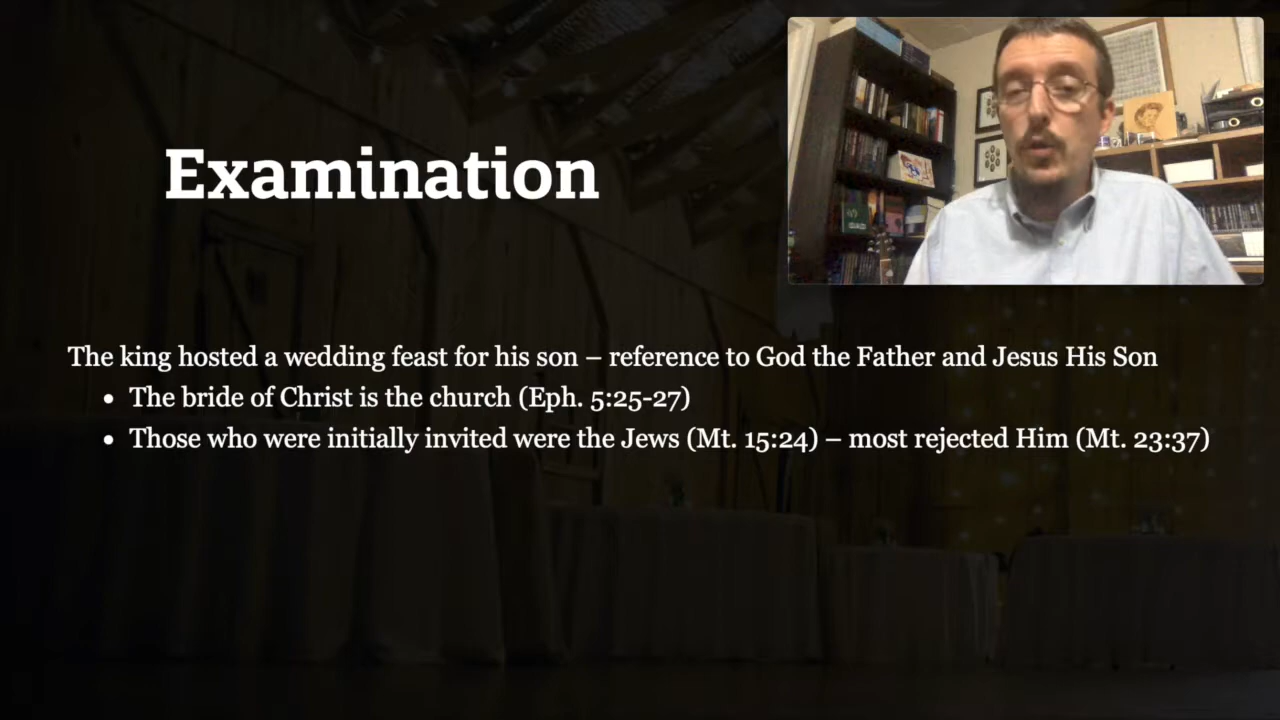 Examination
The king hosted a wedding feast for his son – reference to God the Father and Jesus His Son
• The bride of Christ is the church (Eph. 5:25-27)
• Those who were initially invited were the Jews (Mt. 15:24) – most rejected Him (Mt. 23:37)